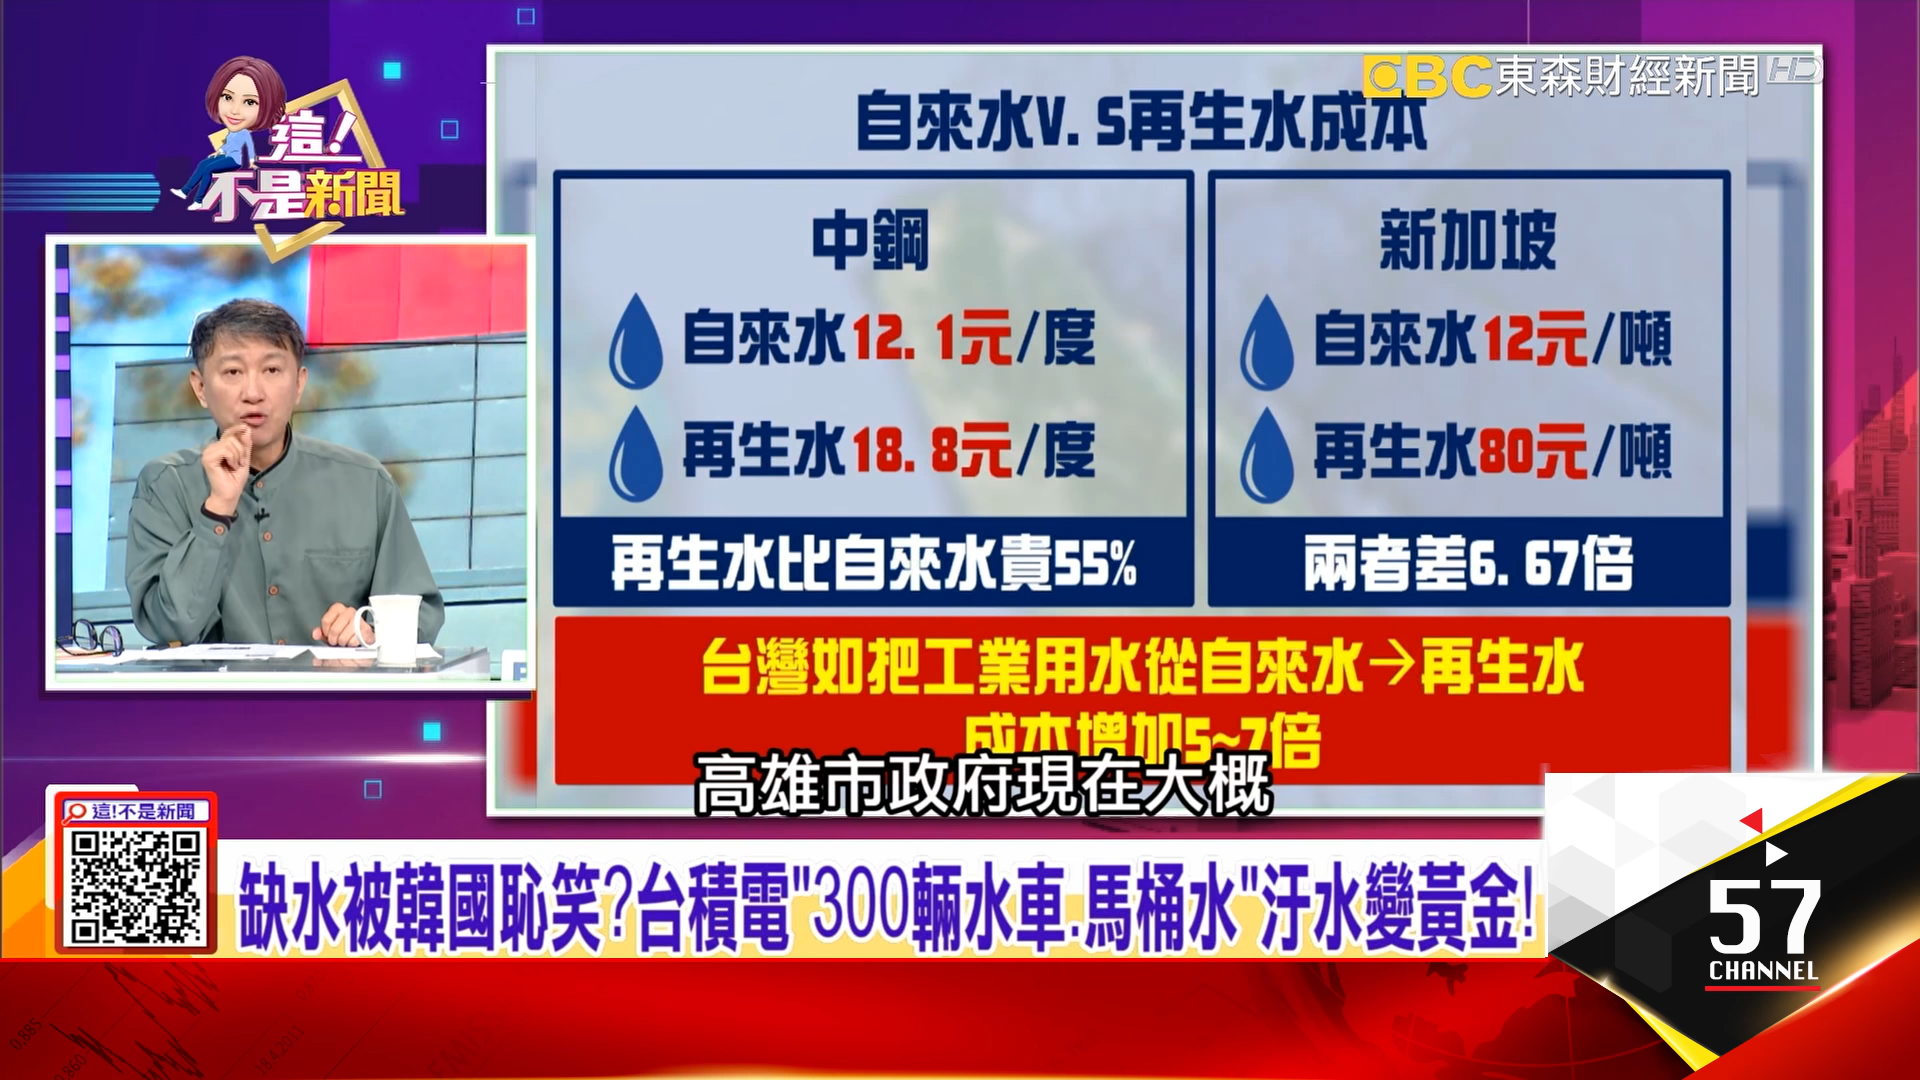 這!
不是新聞
EBC東森財經新聞HD
自來水V.S再生水成本
中鋼
自來水12.1元/度
再生水18.8元/度
再生水比自來水貴55%
新加坡
自來水12元/噸
再生水80元/噸
兩者差6.67倍
台灣如把工業用水從自來水→再生水
成本增加5~7倍
高雄市政府現在大概
這!不是新聞
缺水被韓國恥笑?台積電"300輛水車.馬桶水"汙水變黃金!
57
CHANNEL